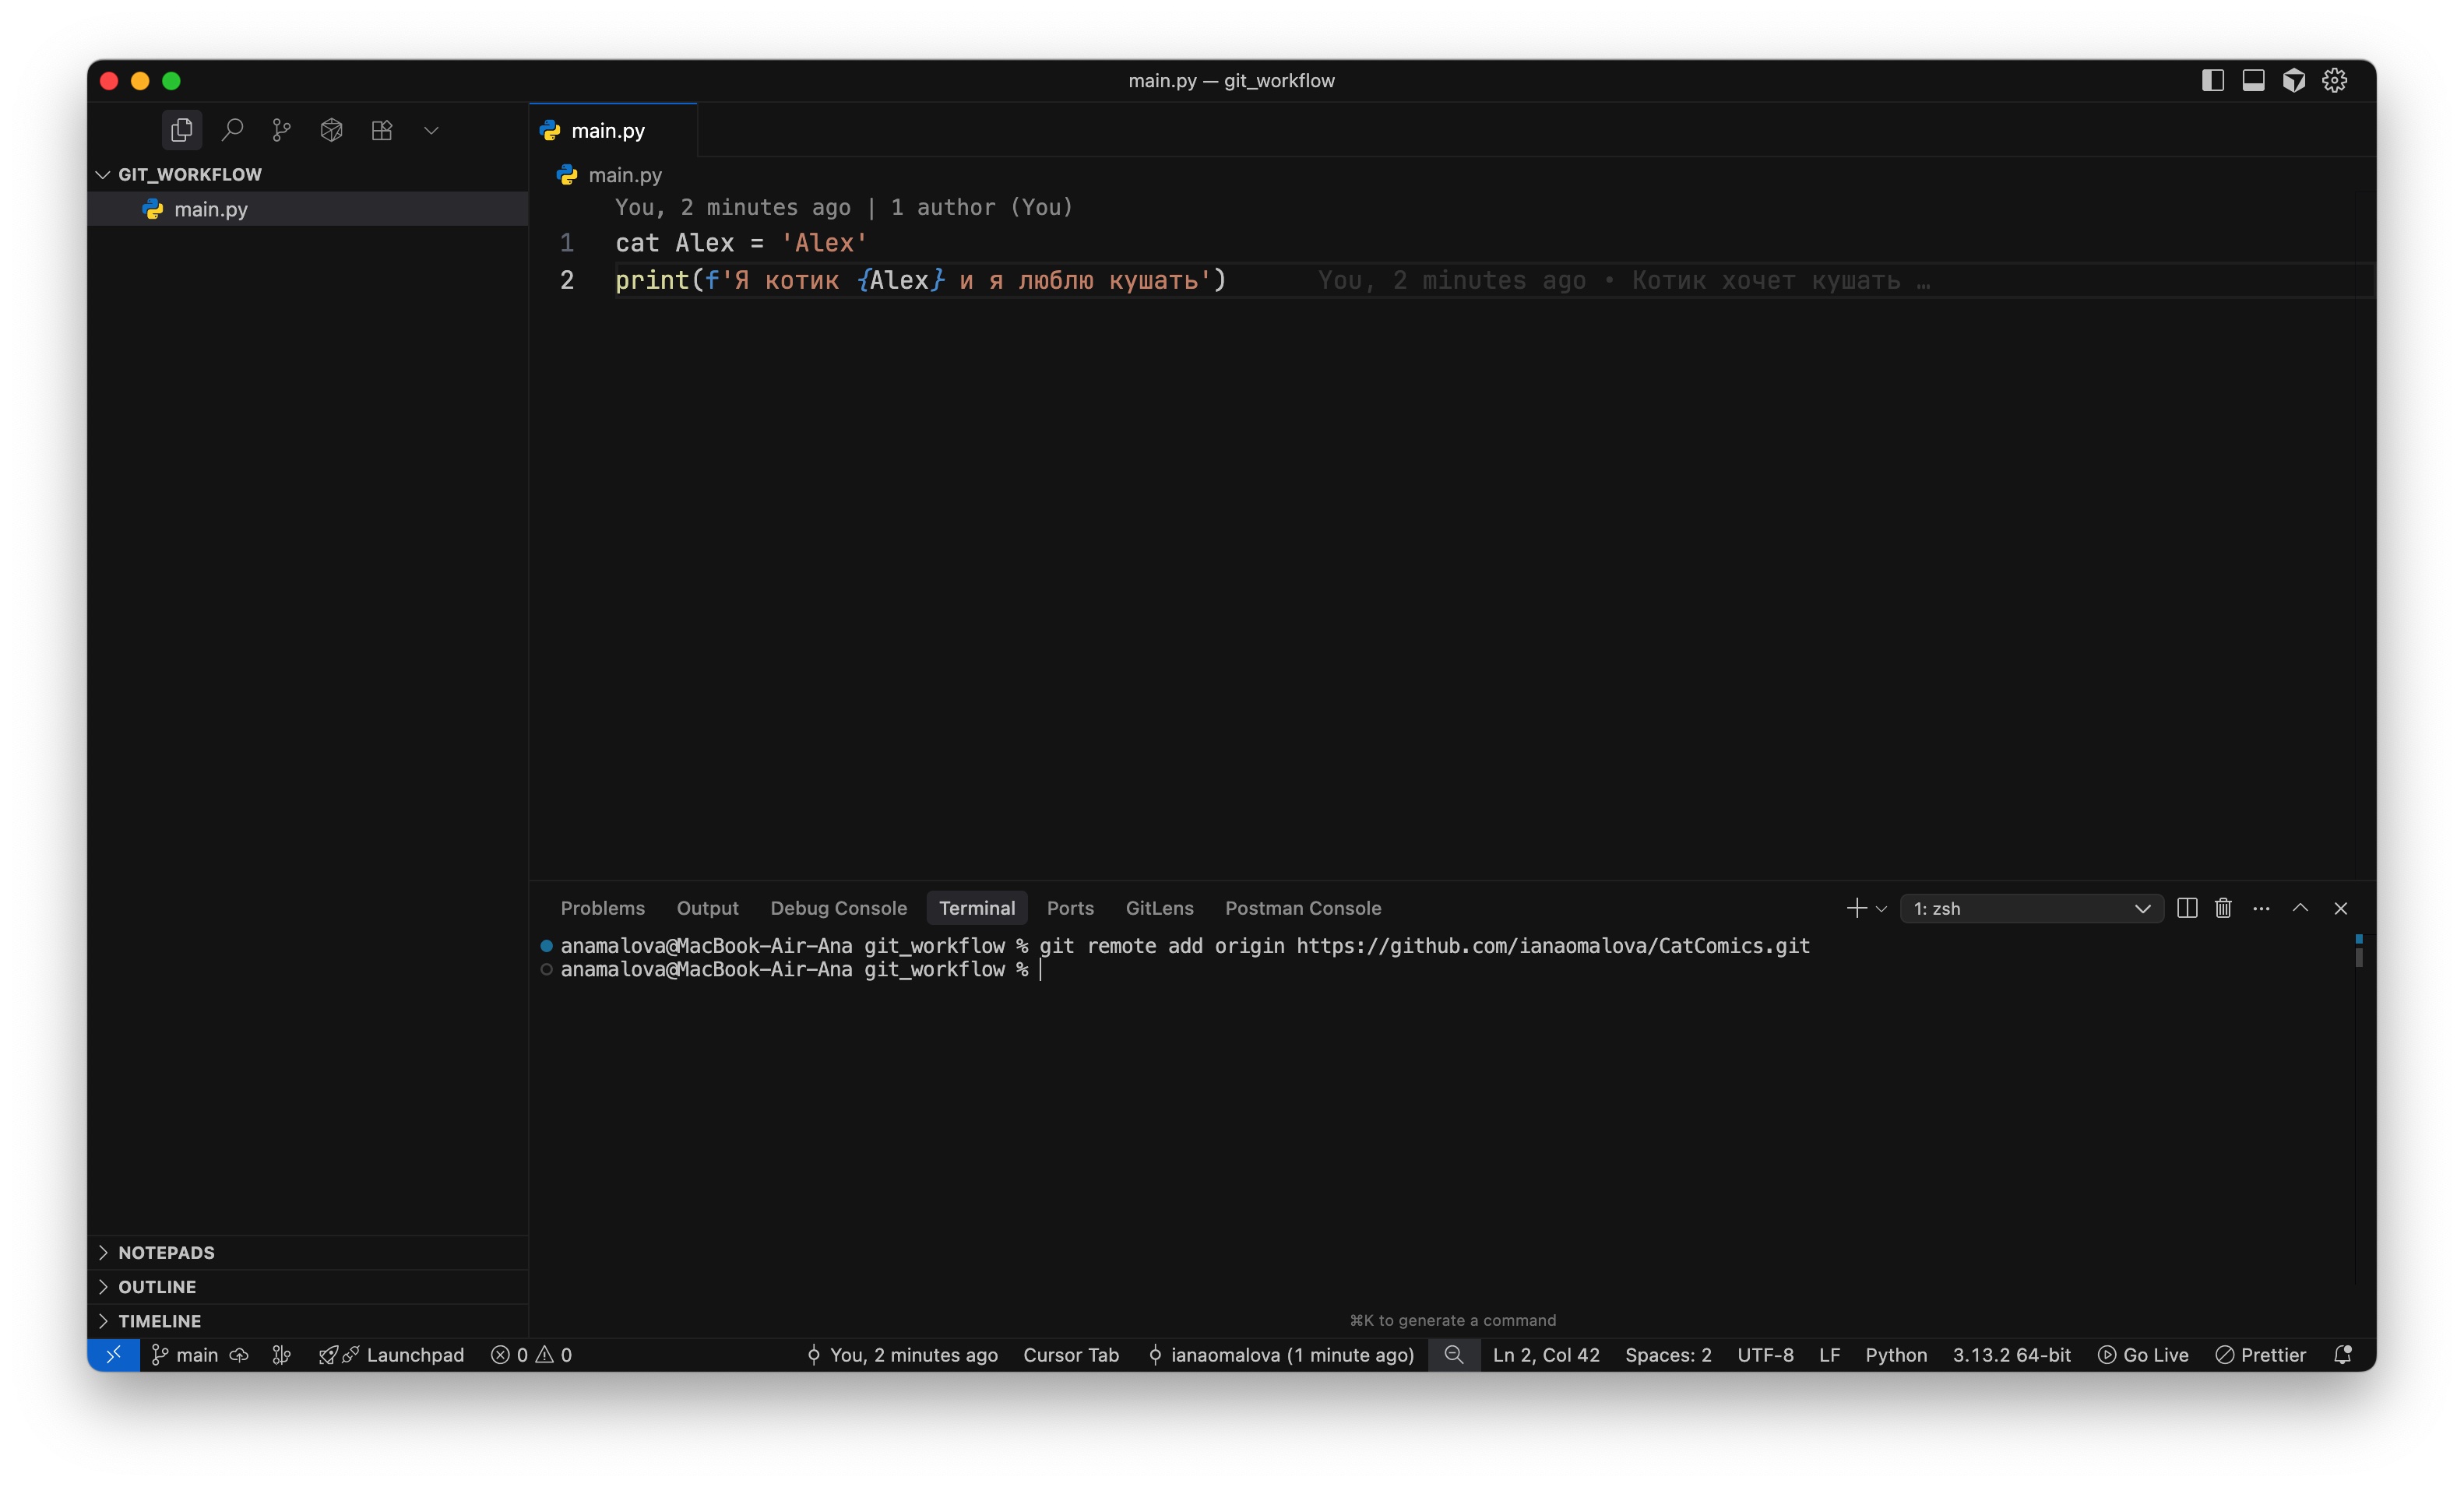 main.py — git_workflow
main.py
GIT_WORKFLOW
main.py
main.py
You, 2 minutes ago | 1 author (You)
1 cat Alex = 'Alex'
2 print(f'Я котик {Alex} и я люблю кушать') You, 2 minutes ago • Котик хочет кушать …
Problems Output Debug Console Terminal Ports GitLens Postman Console 1: zsh
anamalova@MacBook-Air-Ana git_workflow % git remote add origin https://github.com/ianaomalova/CatComics.git
anamalova@MacBook-Air-Ana git_workflow %
NOTEPADS
OUTLINE
TIMELINE
⌘K to generate a command
main Launchpad 0 0 You, 2 minutes ago Cursor Tab ianaomalova (1 minute ago) Ln 2, Col 42 Spaces: 2 UTF-8 LF Python 3.13.2 64-bit Go Live Prettier